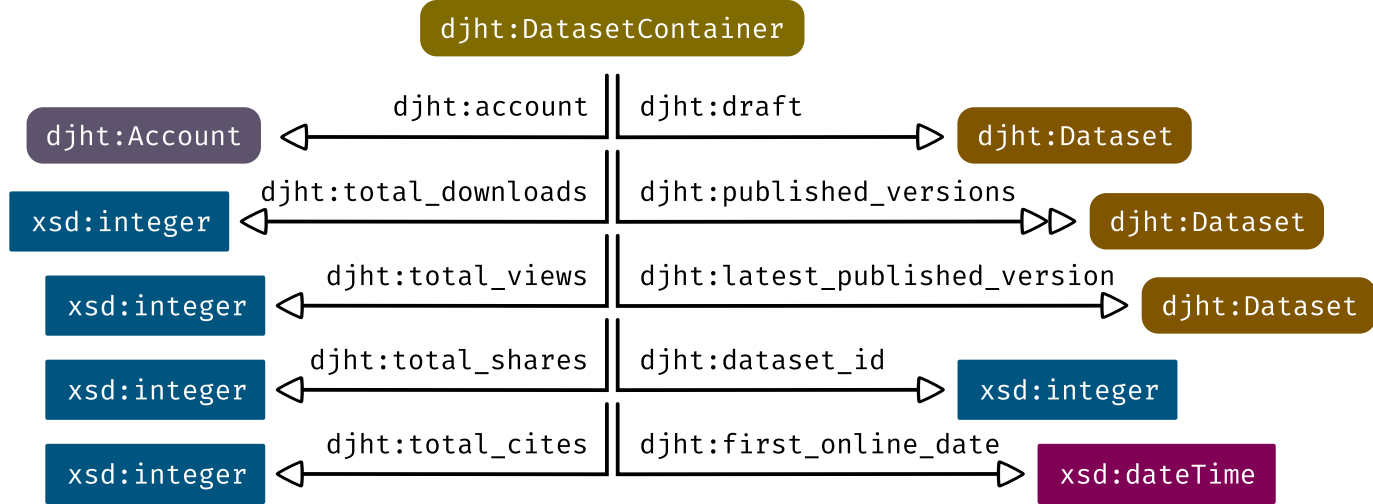 djht:DatasetContainer
djht:account djht:draft
djht:Account djht:Dataset
djht:total_downloads djht:published_versions
xsd:integer djht:Dataset
djht:total_views djht:latest_published_version
xsd:integer djht:Dataset
djht:total_shares djht:dataset_id
xsd:integer xsd:integer
djht:total_cites djht:first_online_date
xsd:integer xsd:dateTime